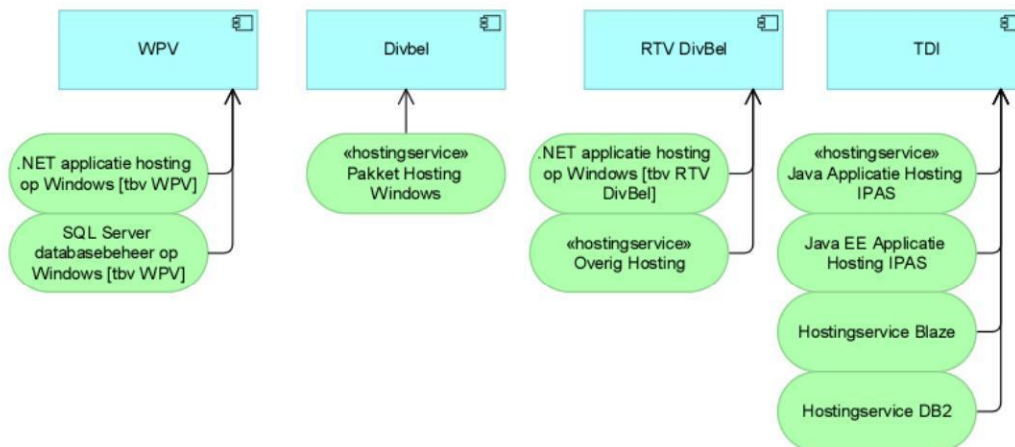 WPV
Divbel
RTV DivBel
TDI
.NET applicatie hosting
op Windows [tbv WPV]
SQL Server
databasebeheer op
Windows [tbv WPV]
«hostingservice»
Pakket Hosting
Windows
.NET applicatie hosting
op Windows [tbv RTV
DivBel]
«hostingservice»
Overig Hosting
«hostingservice»
Java Applicatie Hosting
IPAS
Java EE Applicatie
Hosting IPAS
Hostingservice Blaze
Hostingservice DB2